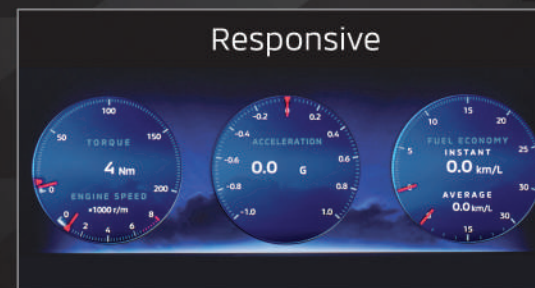 Responsive
100
50
150
TORQUE
4 Nm
0
200
ENGINE SPEED
×1000 r/m
0
8
2
4
6
0
-0.2
0.2
-0.4
0.4
ACCELERATION
-0.6
0.6
0.0 G
-0.8
0.8
-1.0
1.0
15
10
20
FUEL ECONOMY
5
25
INSTANT
0.0 km/L
0
30
AVERAGE
0.0 km/L
0
30
15